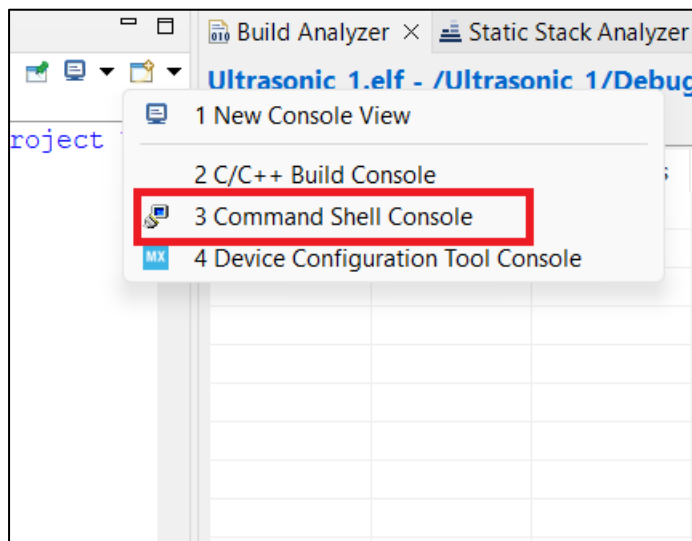 Build Analyzer × Static Stack Analyzer
Ultrasonic_1.elf - /Ultrasonic_1/Debug
1 New Console View
roject
2 C/C++ Build Console
3 Command Shell Console
MX 4 Device Configuration Tool Console